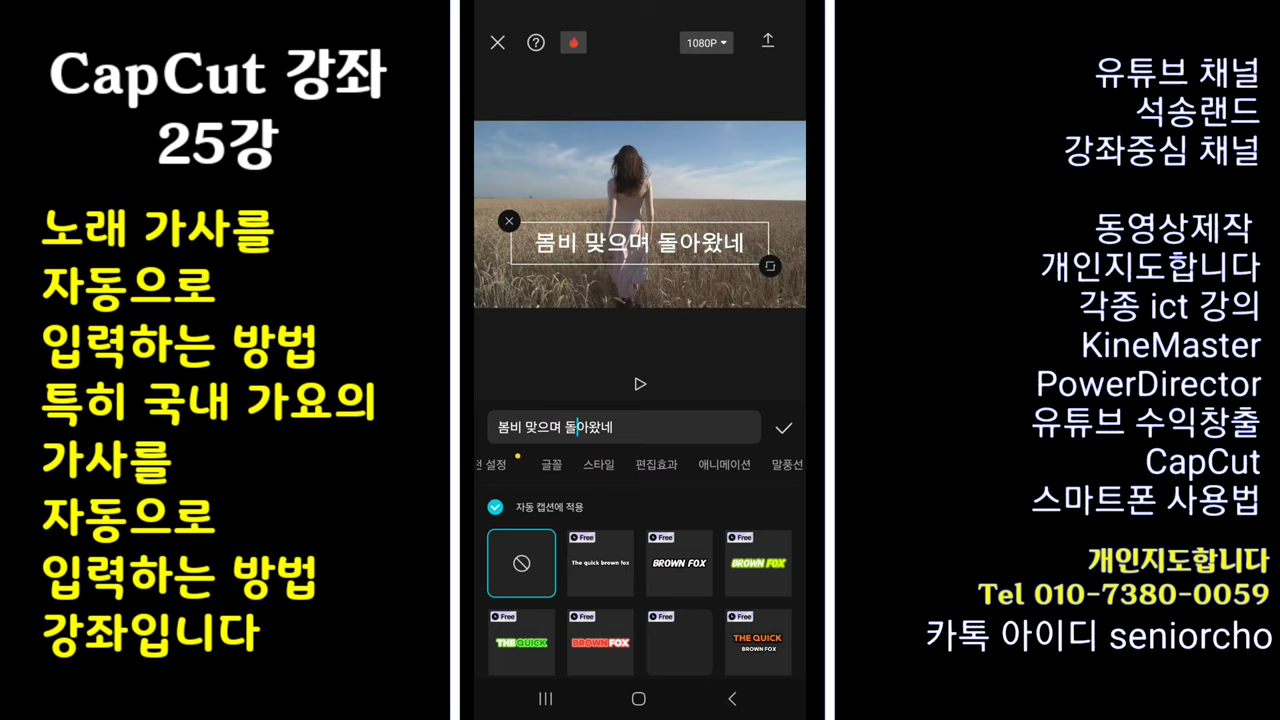 CapCut 강좌
25강
노래 가사를
자동으로
입력하는 방법
특히 국내 가요의
가사를
자동으로
입력하는 방법
강좌입니다
1080P
봄비 맞으며 돌아왔네
봄비 맞으며 돌아왔네
전 설정 글꼴 스타일 편집효과 애니메이션 말풍선
자동 캡션에 적용
Free Free Free
The quick brown fox BROWN FOX BROWN FOX
Free Free Free Free
THE QUICK BROWN FOX THE QUICK
BROWN FOX
유튜브 채널
석송랜드
강좌중심 채널
동영상제작
개인지도합니다
각종 ict 강의
KineMaster
PowerDirector
유튜브 수익창출
CapCut
스마트폰 사용법
개인지도합니다
Tel 010-7380-0059
카톡 아이디 seniorcho